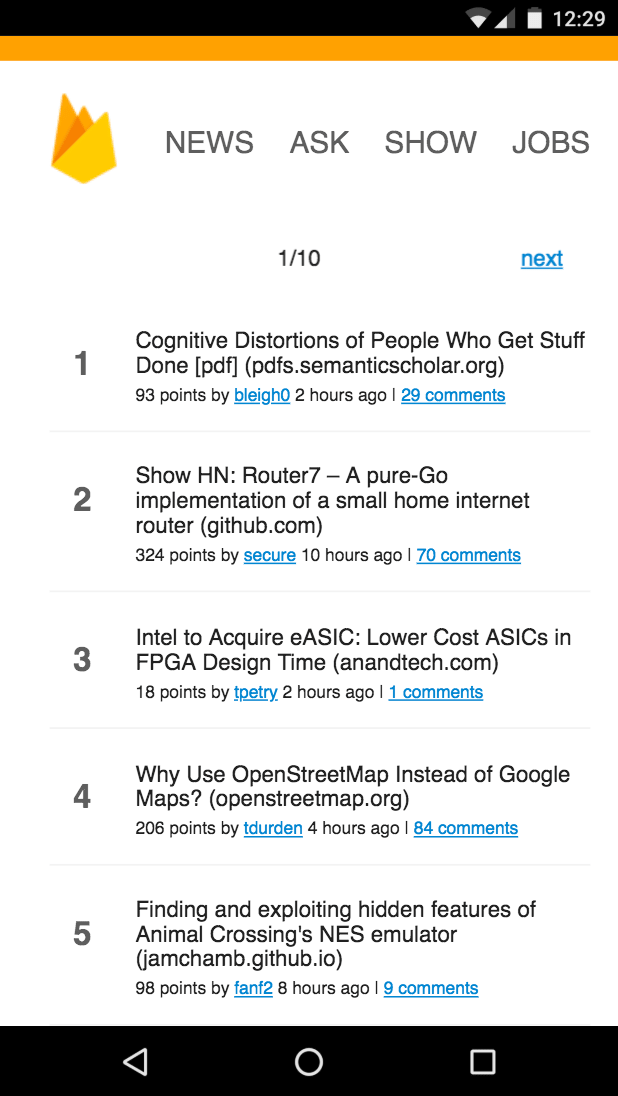 12:29
NEWS ASK SHOW JOBS
1/10 next
1
Cognitive Distortions of People Who Get Stuff
Done [pdf] (pdfs.semanticscholar.org)
93 points by bleigh0 2 hours ago | 29 comments
2
Show HN: Router7 – A pure-Go
implementation of a small home internet
router (github.com)
324 points by secure 10 hours ago | 70 comments
3
Intel to Acquire eASIC: Lower Cost ASICs in
FPGA Design Time (anandtech.com)
18 points by tpetry 2 hours ago | 1 comments
4
Why Use OpenStreetMap Instead of Google
Maps? (openstreetmap.org)
206 points by tdurden 4 hours ago | 84 comments
5
Finding and exploiting hidden features of
Animal Crossing's NES emulator
(jamchamb.github.io)
98 points by fanf2 8 hours ago | 9 comments